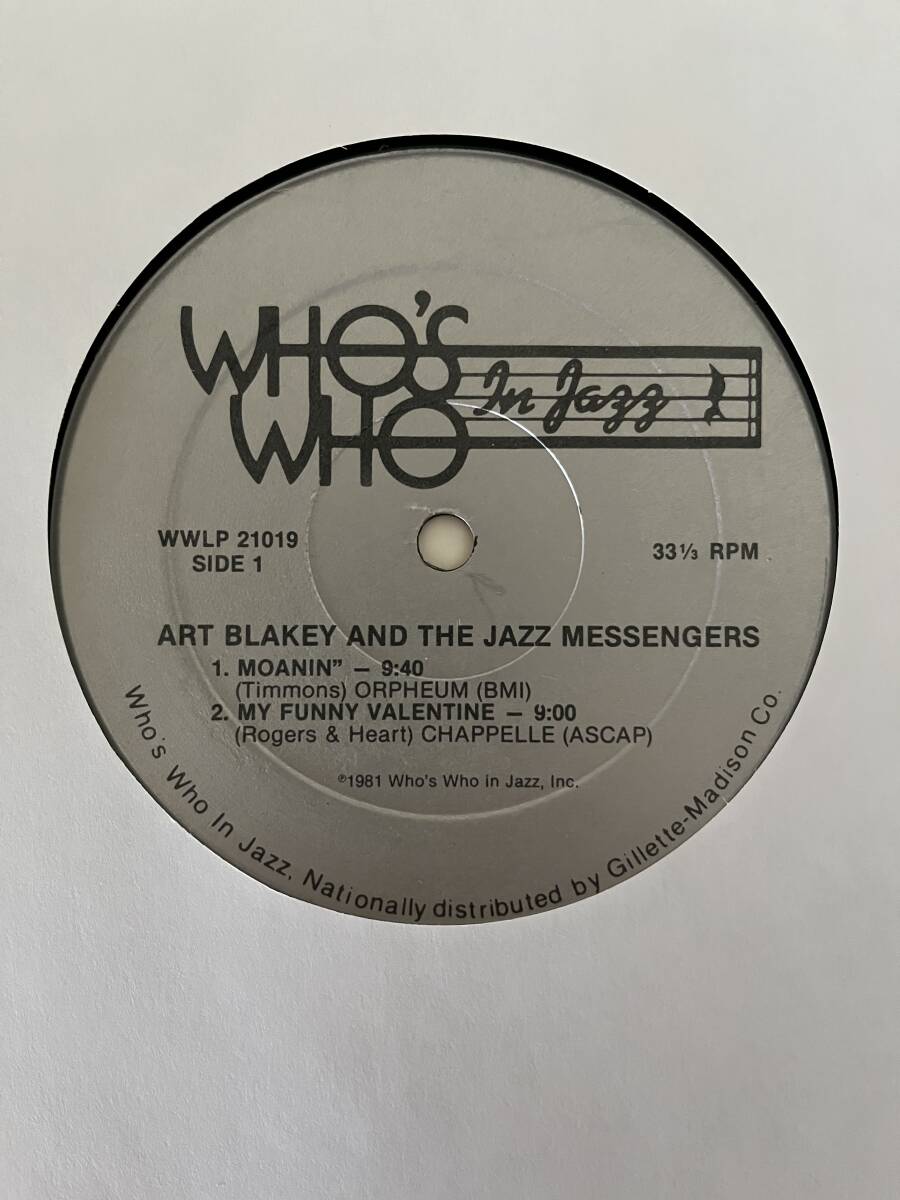 WHO'S
WHO
In Jazz
WWLP 21019
SIDE 1
33⅓ RPM
ART BLAKEY AND THE JAZZ MESSENGERS
1. MOANIN” — 9:40
(Timmons) ORPHEUM (BMI)
2. MY FUNNY VALENTINE — 9:00
(Rogers & Heart) CHAPPELLE (ASCAP)
℗1981 Who's Who in Jazz, Inc.
Who's Who In Jazz, Nationally distributed by Gillette-Madison Co.